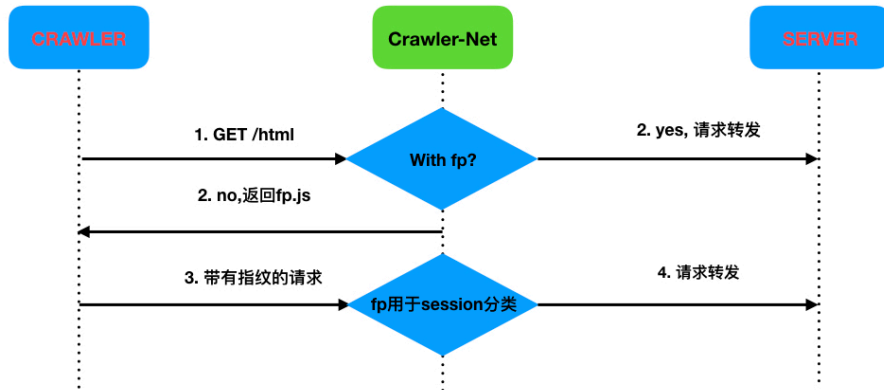 CRAWLER
Crawler-Net
SERVER
1. GET /html
With fp?
2. yes, 请求转发
2. no,返回fp.js
3. 带有指纹的请求
fp用于session分类
4. 请求转发